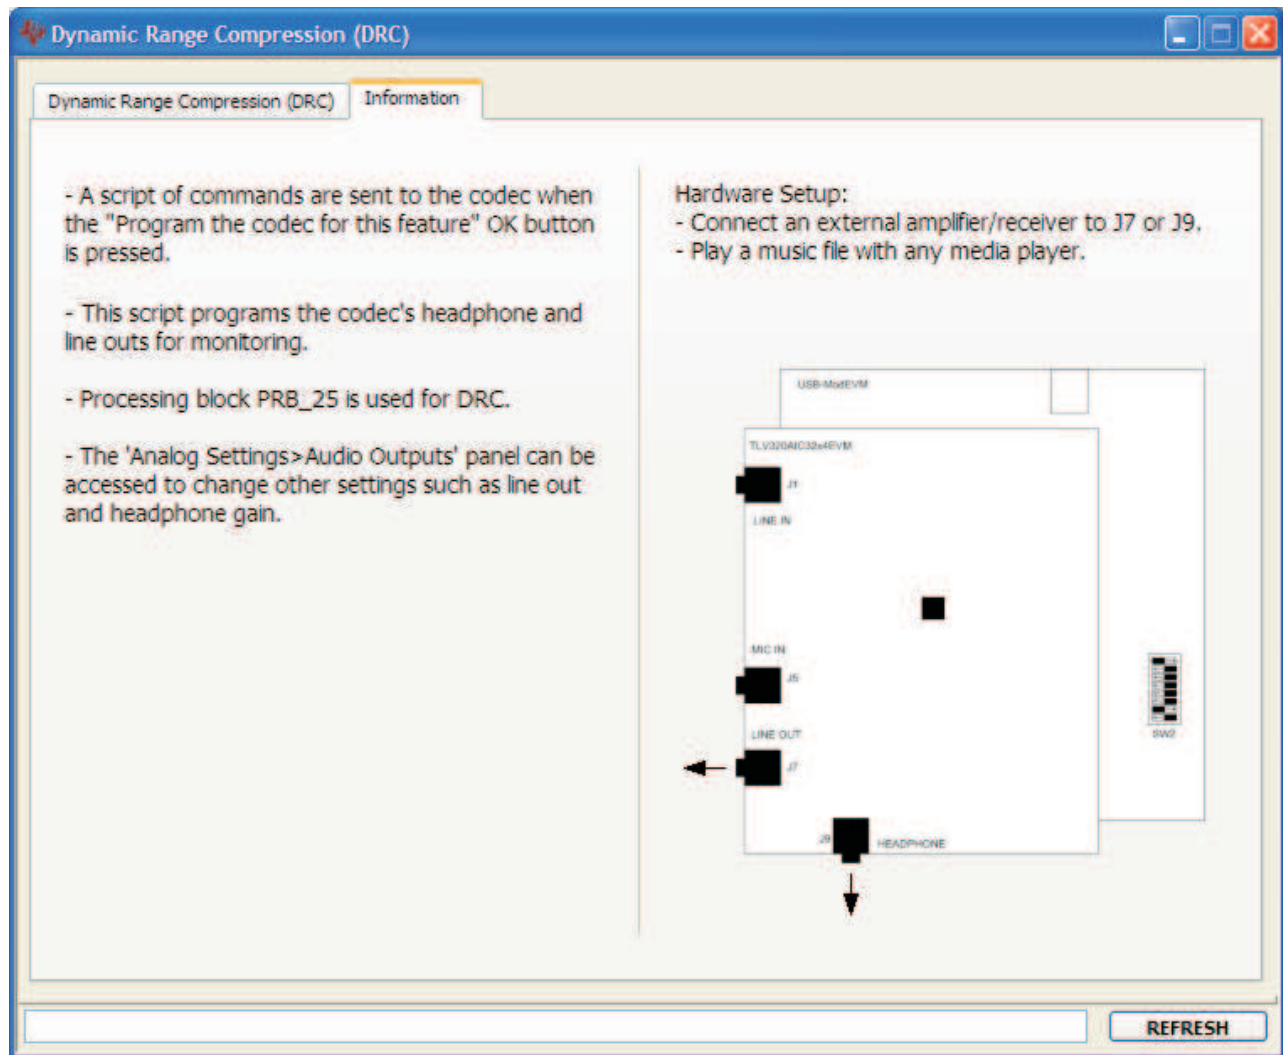 Dynamic Range Compression (DRC)
Dynamic Range Compression (DRC)
Information
- A script of commands are sent to the codec when
the "Program the codec for this feature" OK button
is pressed.
- This script programs the codec's headphone and
line outs for monitoring.
- Processing block PRB_25 is used for DRC.
- The 'Analog Settings>Audio Outputs' panel can be
accessed to change other settings such as line out
and headphone gain.
Hardware Setup:
- Connect an external amplifier/receiver to J7 or J9.
- Play a music file with any media player.
USB-ModEVM
TLV320AIC32x4EVM
J1
LINE IN
MIC IN
J5
LINE OUT
J7
SW2
J9
HEADPHONE
REFRESH